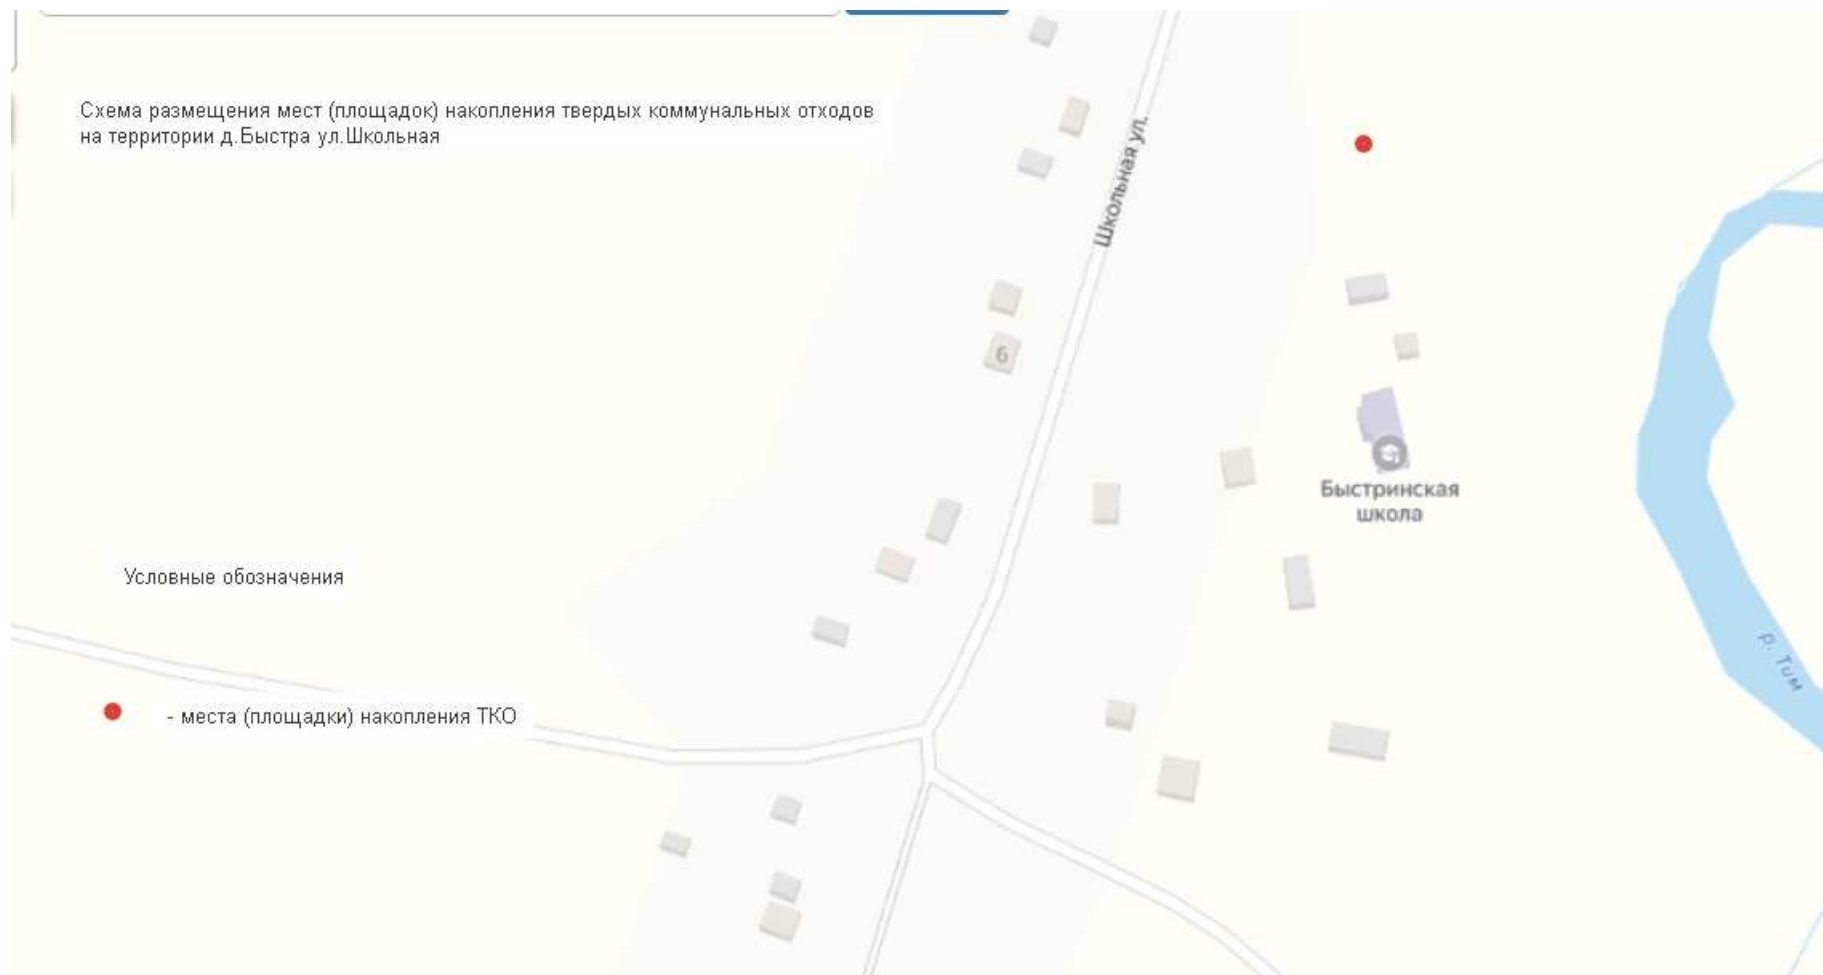 Схема размещения мест (площадок) накопления твердых коммунальных отходов
на территории д.Быстра ул.Школьная
Школьная ул.
6
Быстринская
школа
Условные обозначения
р. Тим
- места (площадки) накопления ТКО